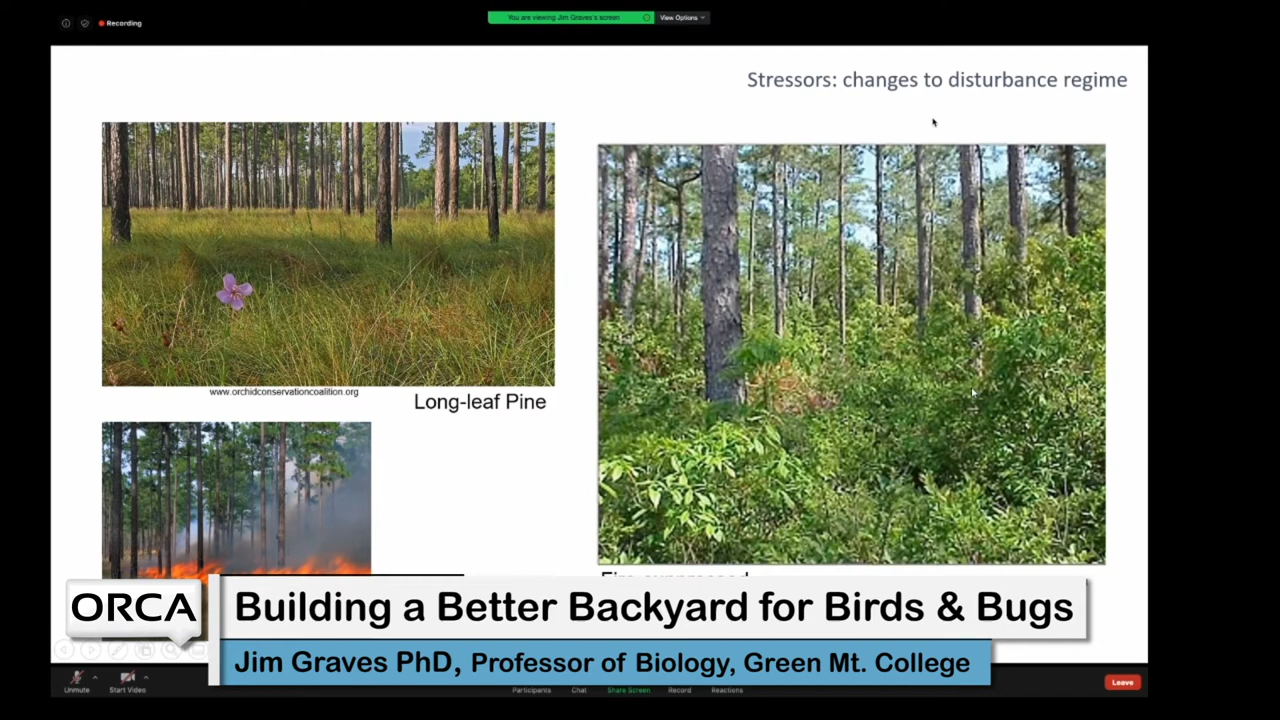 Recording
You are viewing Jim Graves's screen
View Options
Stressors: changes to disturbance regime
www.orchidconservationcoalition.org
Long-leaf Pine
ORCA
Building a Better Backyard for Birds & Bugs
Jim Graves PhD, Professor of Biology, Green Mt. College
Unmute
Start Video
Participants
Chat
Share Screen
Record
Reactions
Leave